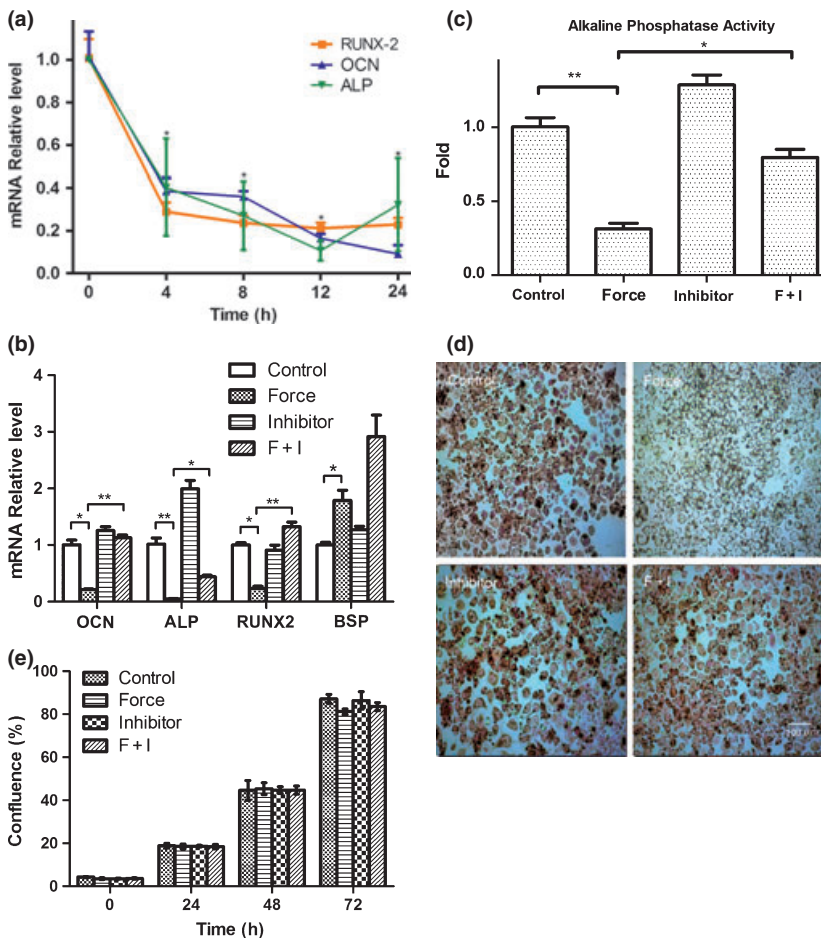 (a)
mRNA Relative level
1.0
0.8
0.6
0.4
0.2
0.0
RUNX-2
OCN
ALP
*
*
*
*
0
4
8
12
24
Time (h)
(b)
mRNA Relative level
4
3
2
1
0
Control
Force
Inhibitor
F + I
*
**
**
*
*
**
*
OCN
ALP
RUNX2
BSP
(c)
Alkaline Phosphatase Activity
Fold
1.0
0.5
0.0
**
*
Control
Force
Inhibitor
F + I
(d)
Control
Force
Inhibitor
F + I
(e)
Confluence (%)
100
80
60
40
20
0
Control
Force
Inhibitor
F + I
0
24
48
72
Time (h)